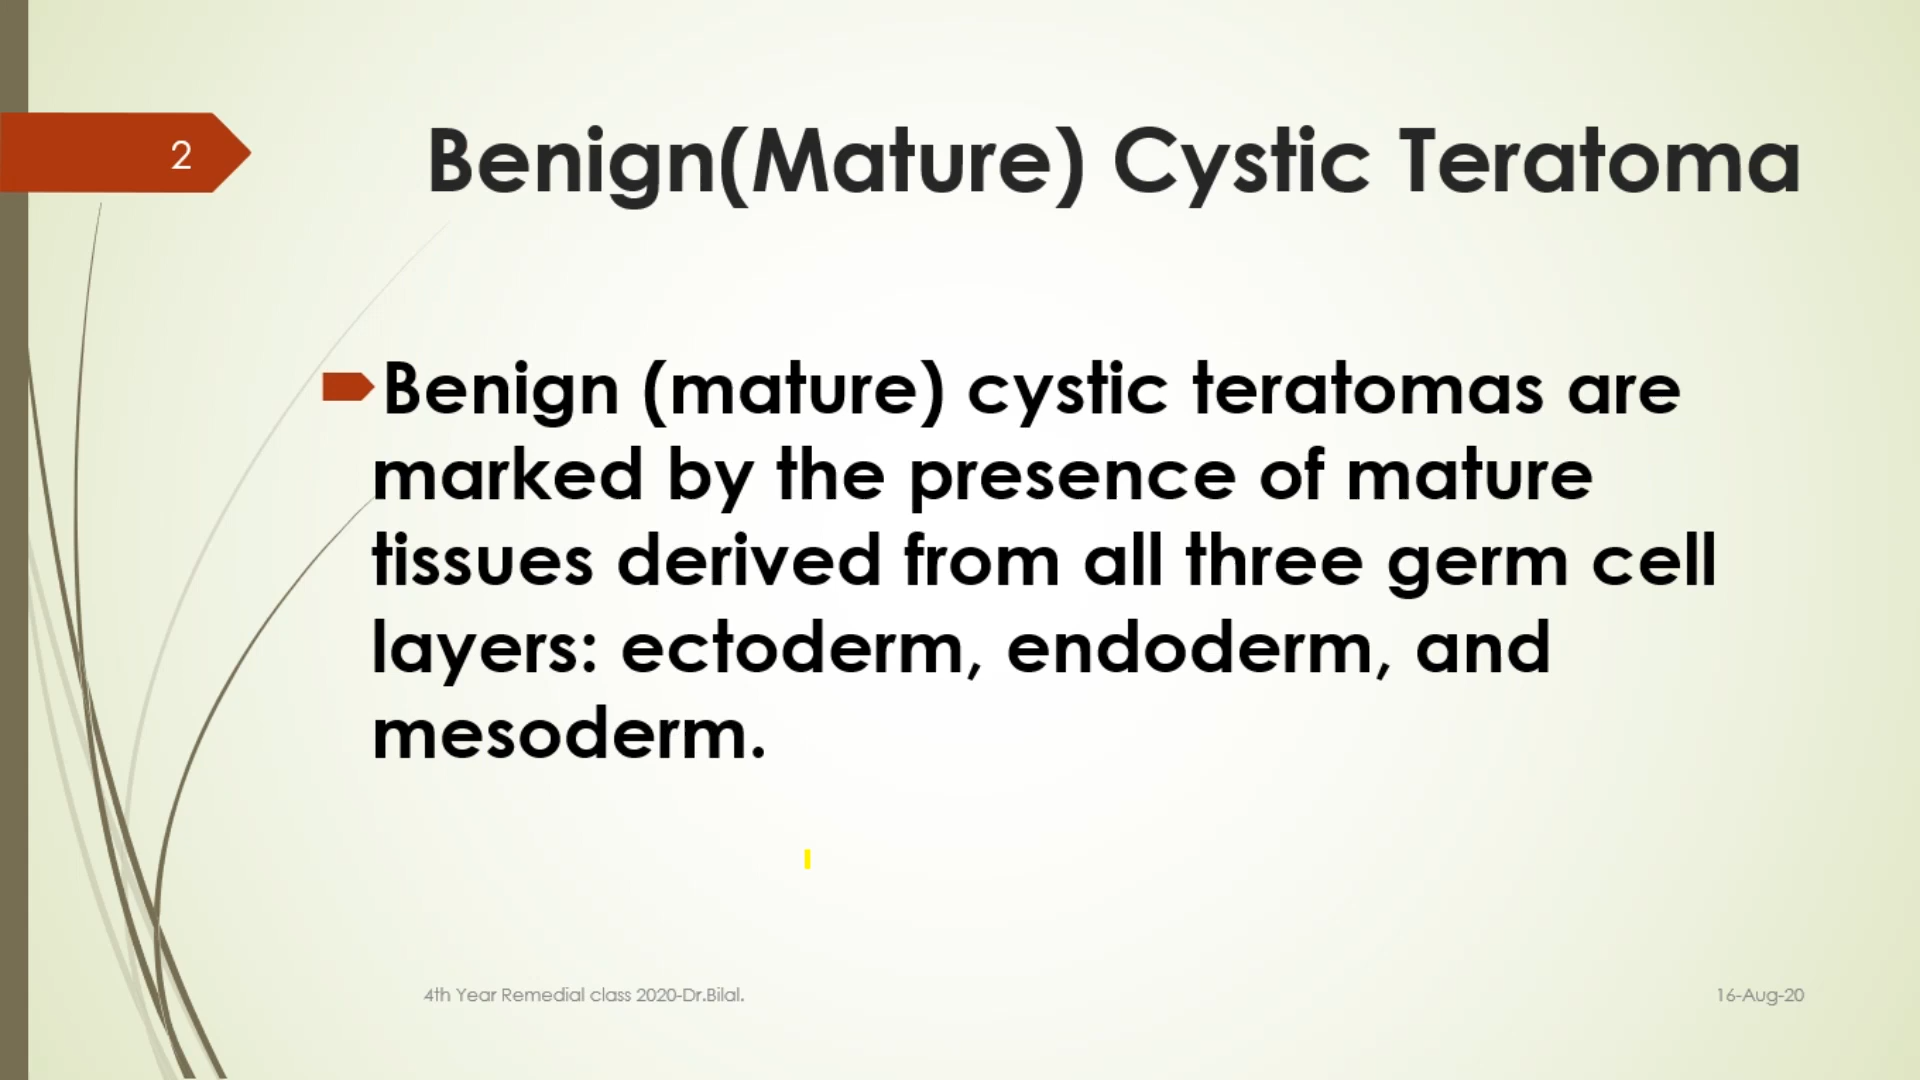 2
Benign(Mature) Cystic Teratoma
Benign (mature) cystic teratomas are
marked by the presence of mature
tissues derived from all three germ cell
layers: ectoderm, endoderm, and
mesoderm.
4th Year Remedial class 2020-Dr.Bilal.
16-Aug-20